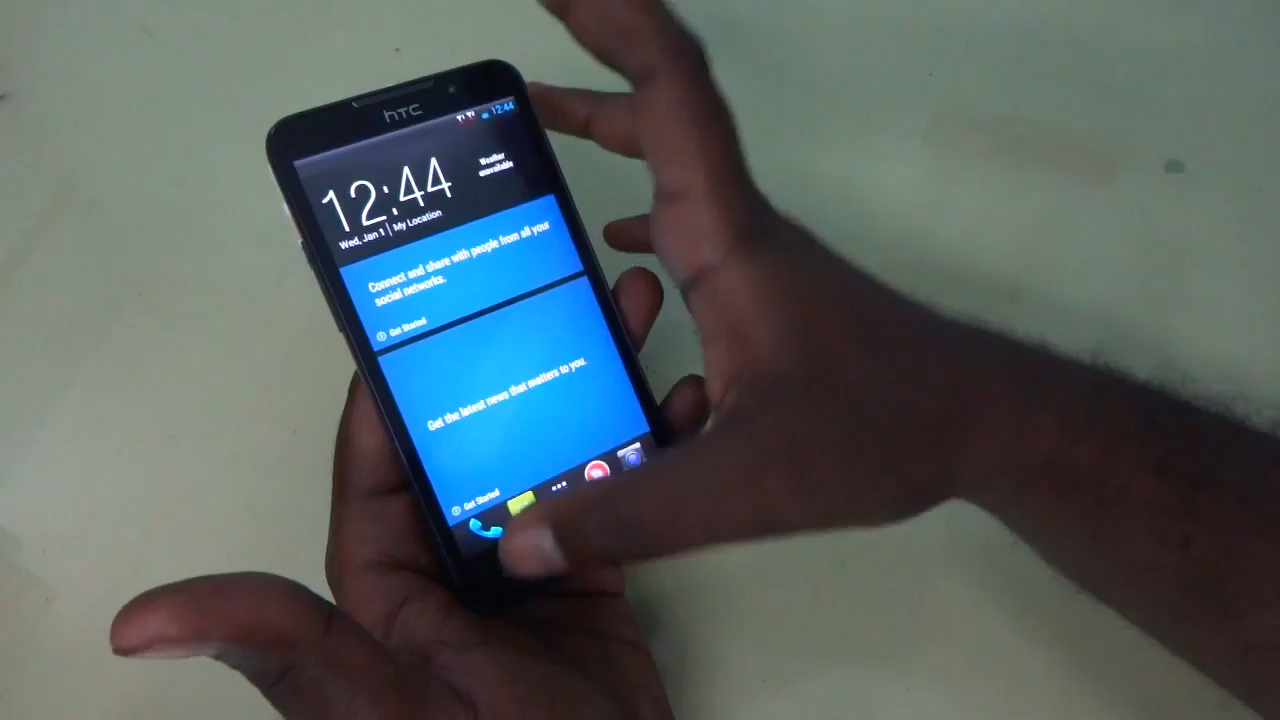 hTC
12:44
12:44
Weather
unavailable
Wed, Jan 1 | My Location
Connect and share with people from all your
social networks.
Get Started
Get the latest news that matters to you.
Get Started